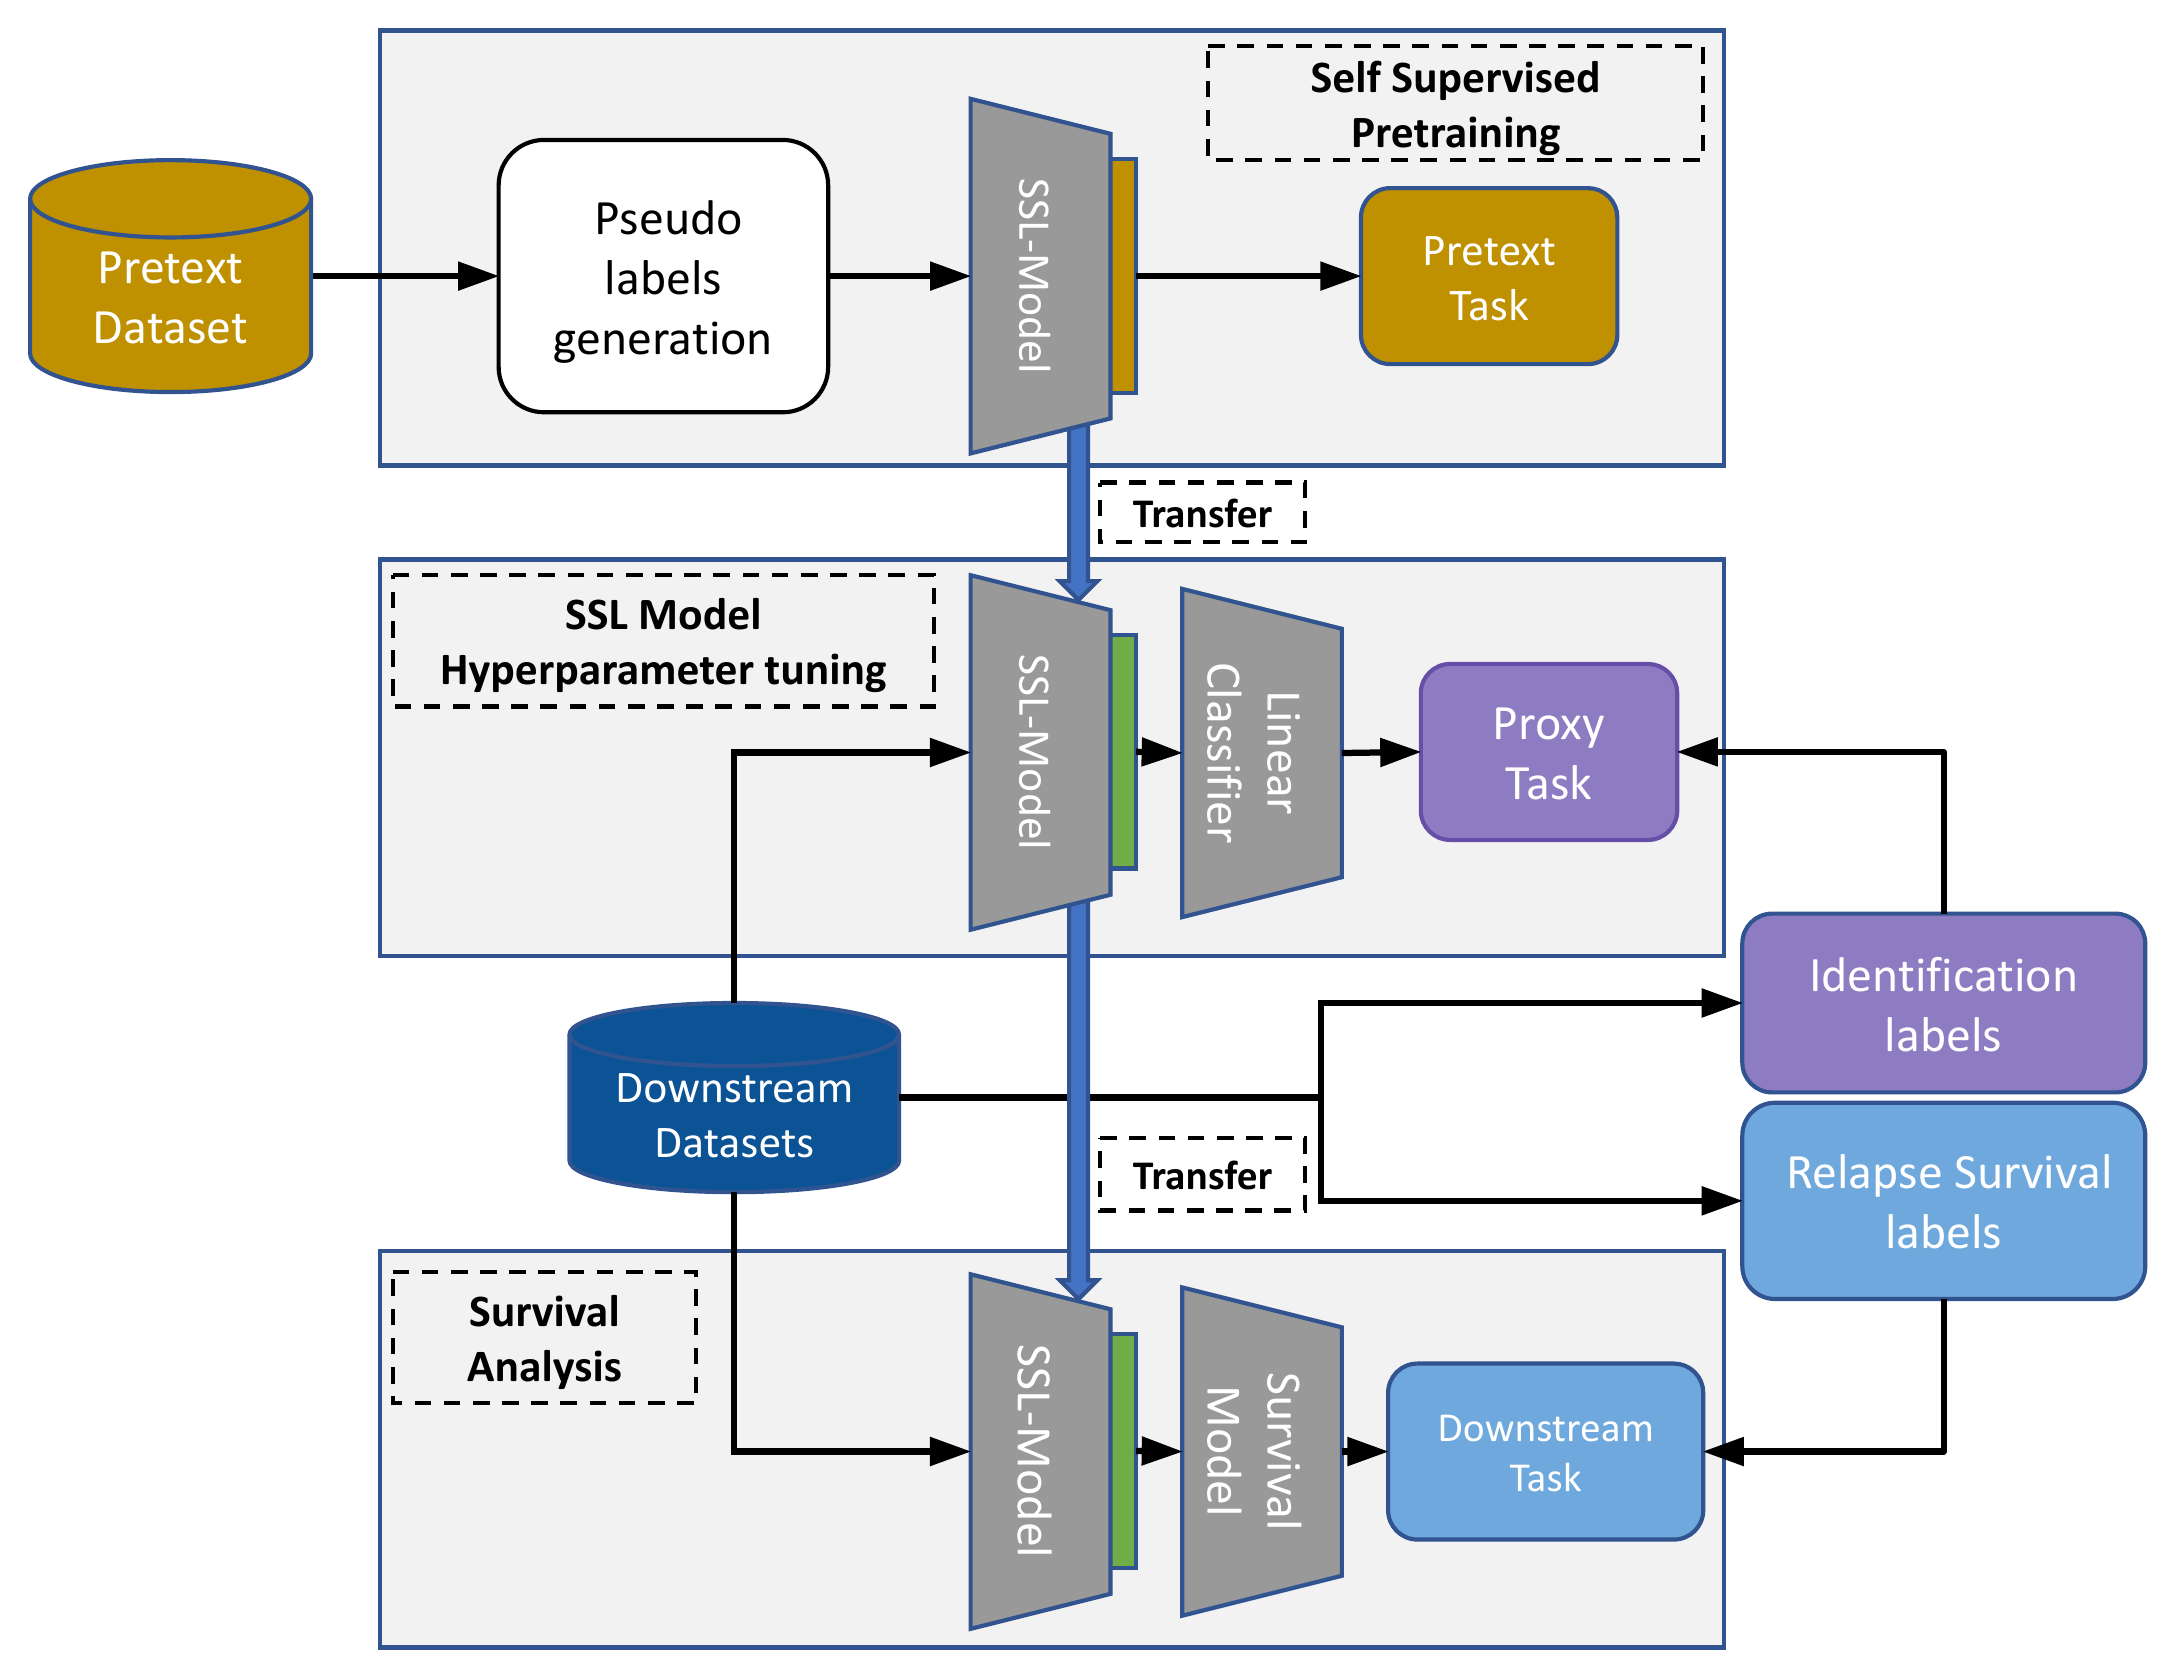 Self Supervised
Pretraining
Pretext
Dataset
Pseudo
labels
generation
SSL-Model
Pretext
Task
Transfer
SSL Model
Hyperparameter tuning
SSL-Model
Linear
Classifier
Proxy
Task
Identification
labels
Downstream
Datasets
Transfer
Relapse Survival
labels
Survival
Analysis
SSL-Model
Survival
Model
Downstream
Task